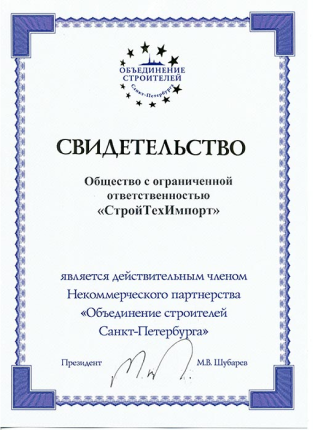 ОБЪЕДИНЕНИЕ
СТРОИТЕЛЕЙ
Санкт-Петербурга
СВИДЕТЕЛЬСТВО
Общество с ограниченной
ответственностью
«СтройТехИмпорт»
является действительным членом
Некоммерческого партнерства
«Объединение строителей
Санкт-Петербурга»
Президент М.В. Шубарев